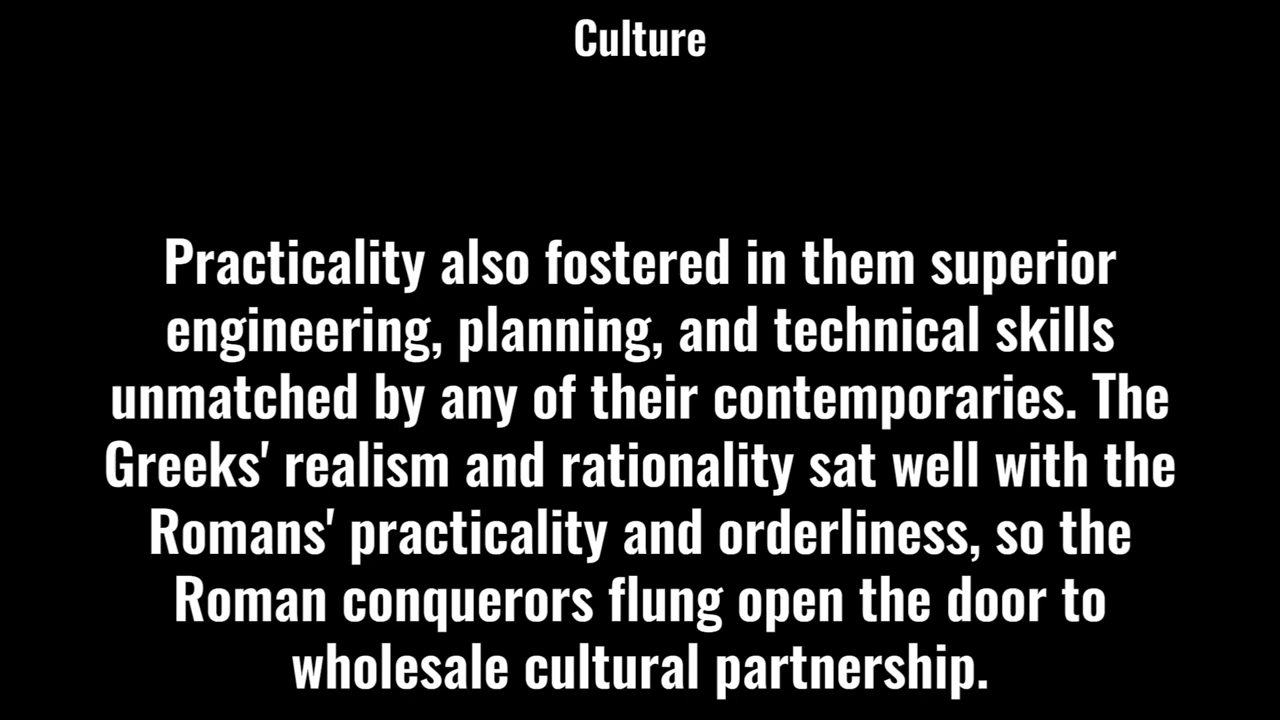 Culture
Practicality also fostered in them superior
engineering, planning, and technical skills
unmatched by any of their contemporaries. The
Greeks' realism and rationality sat well with the
Romans' practicality and orderliness, so the
Roman conquerors flung open the door to
wholesale cultural partnership.